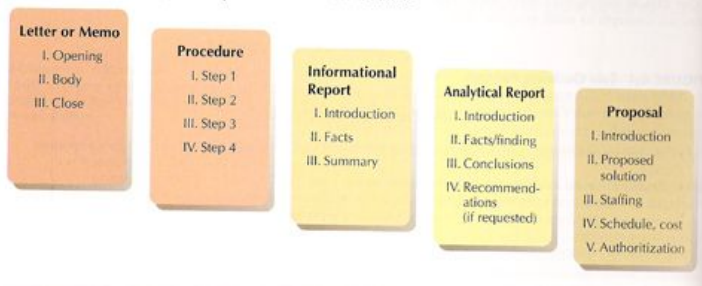 Letter or Memo
I. Opening
II. Body
III. Close
Procedure
I. Step 1
II. Step 2
III. Step 3
IV. Step 4
Informational
Report
I. Introduction
II. Facts
III. Summary
Analytical Report
I. Introduction
II. Facts/finding
III. Conclusions
IV. Recommend-
ations
(if requested)
Proposal
I. Introduction
II. Proposed
solution
III. Staffing
IV. Schedule, cost
V. Authoritization